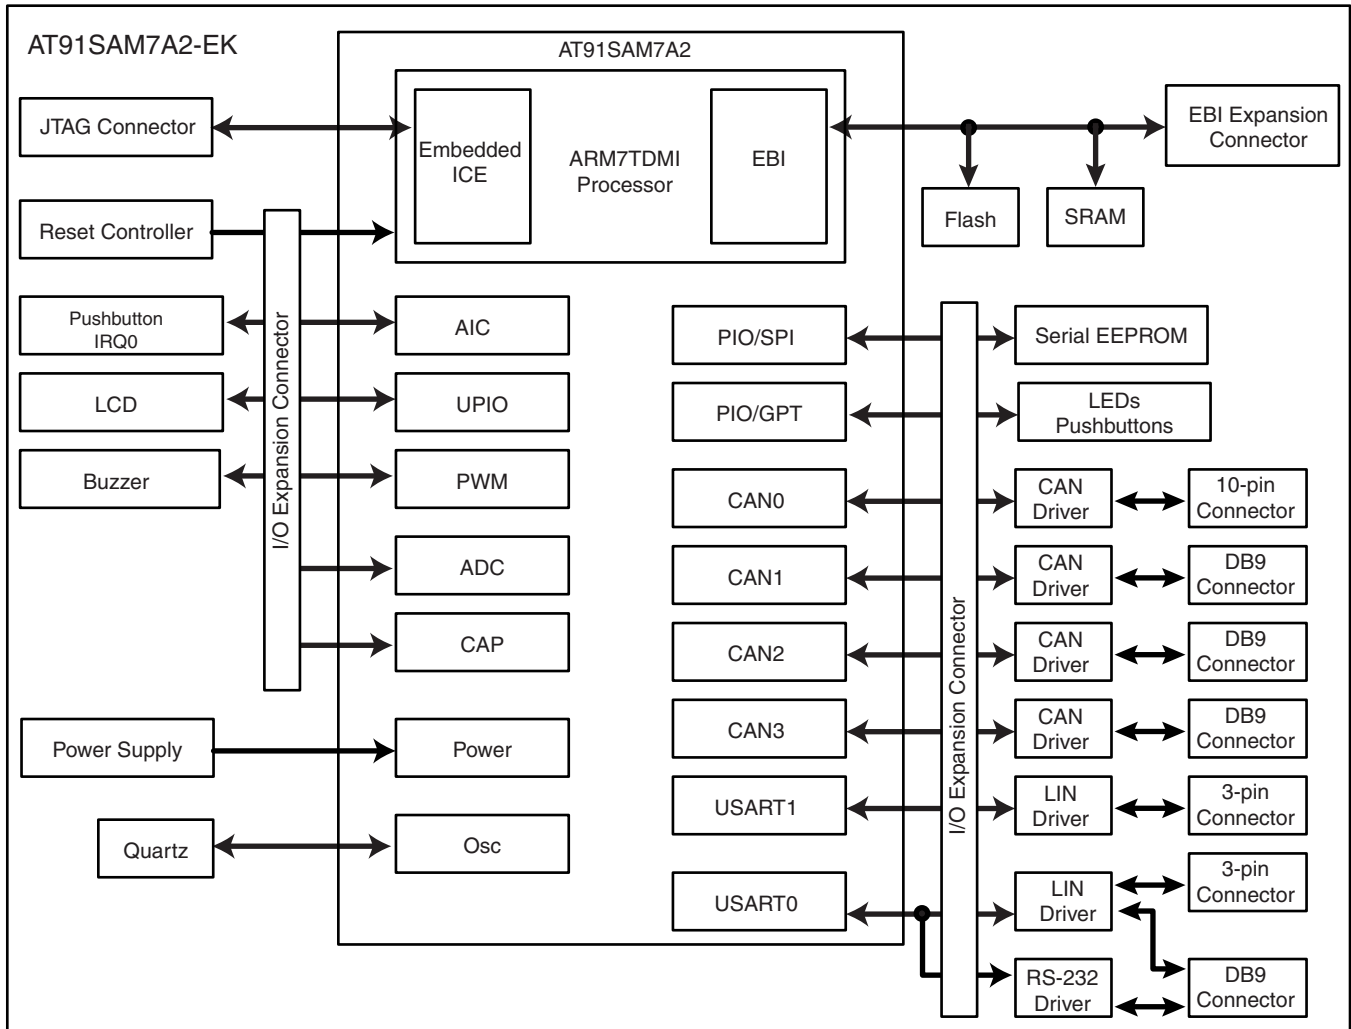 AT91SAM7A2-EK
AT91SAM7A2
JTAG Connector
Embedded
ICE
ARM7TDMI
Processor
EBI
EBI Expansion
Connector
Flash
SRAM
Reset Controller
I/O Expansion Connector
Pushbutton
IRQ0
AIC
LCD
UPIO
Buzzer
PWM
ADC
CAP
Power Supply
Power
Quartz
Osc
PIO/SPI
I/O Expansion Connector
Serial EEPROM
PIO/GPT
LEDs
Pushbuttons
CAN0
CAN
Driver
10-pin
Connector
CAN1
CAN
Driver
DB9
Connector
CAN2
CAN
Driver
DB9
Connector
CAN3
CAN
Driver
DB9
Connector
USART1
LIN
Driver
3-pin
Connector
USART0
LIN
Driver
3-pin
Connector
RS-232
Driver
DB9
Connector